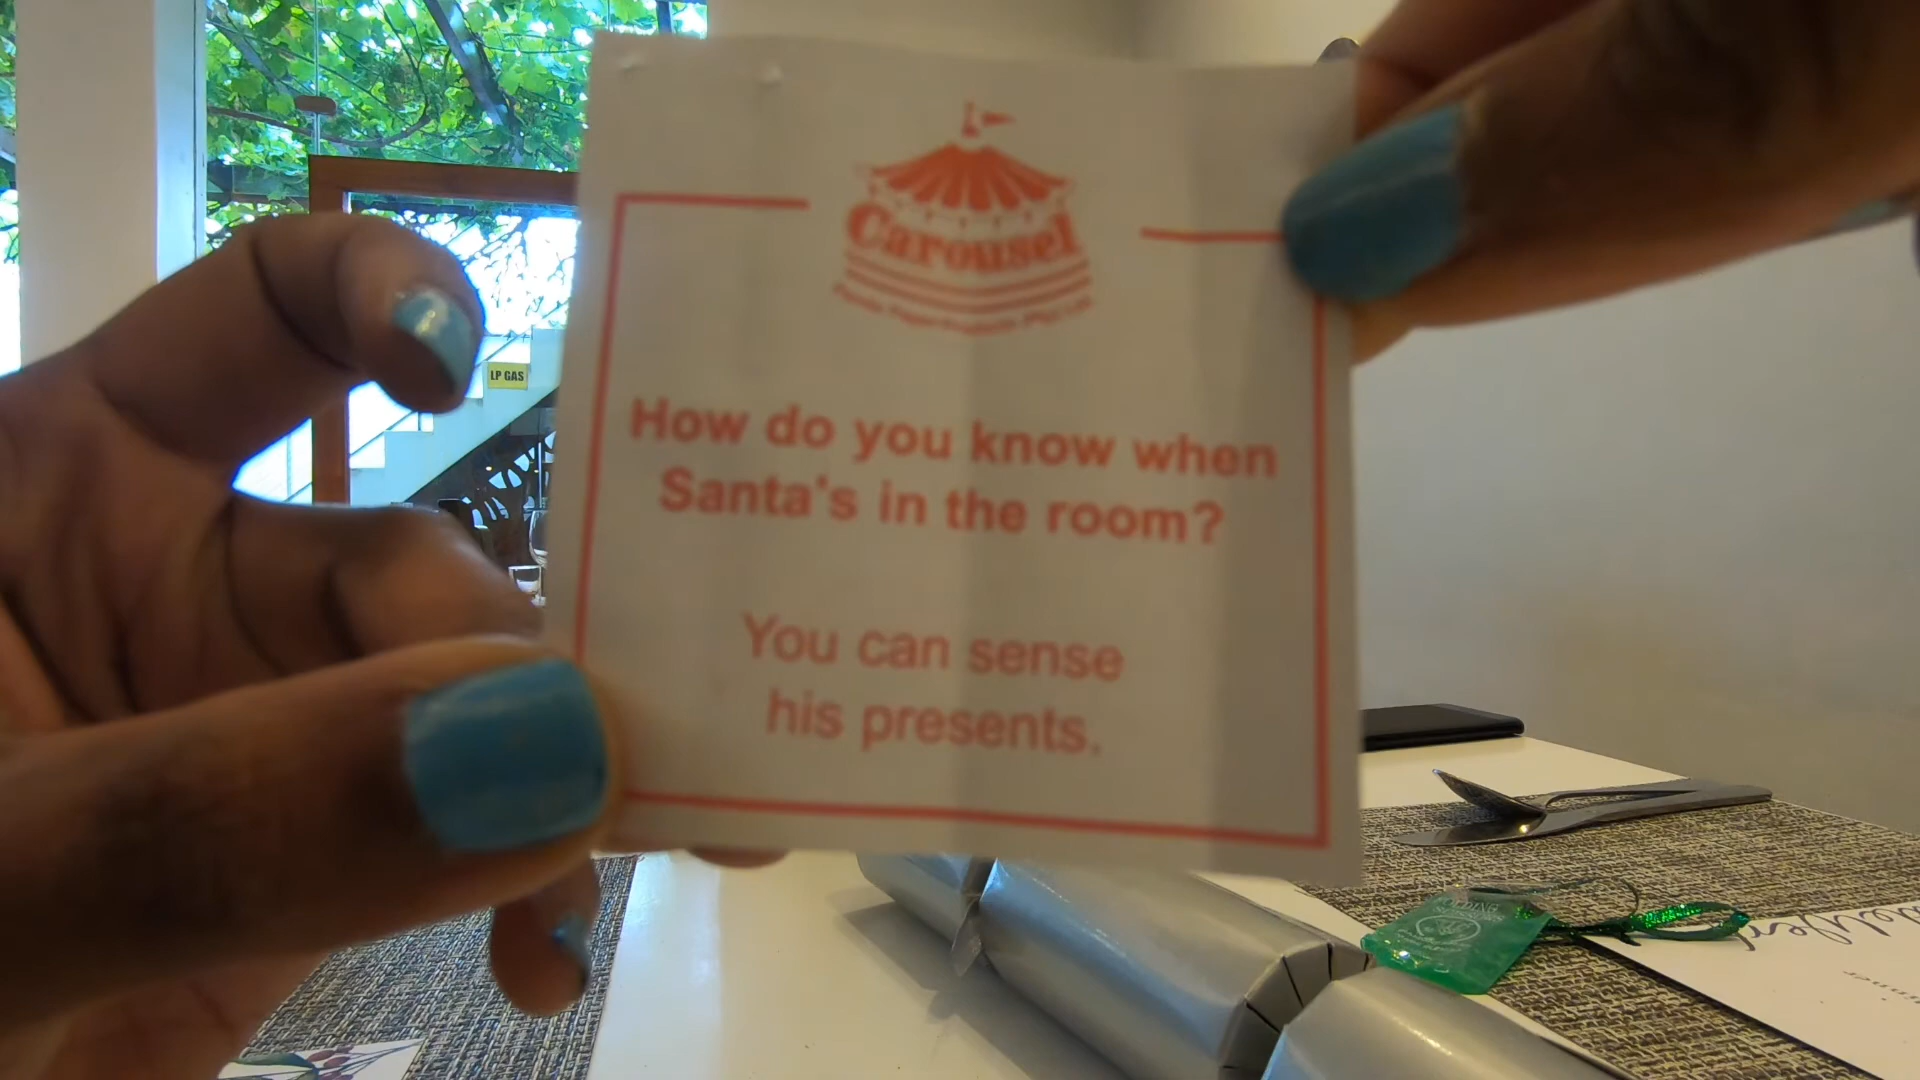 Carousel
How do you know when
Santa's in the room?
You can sense
his presents.
LP GAS